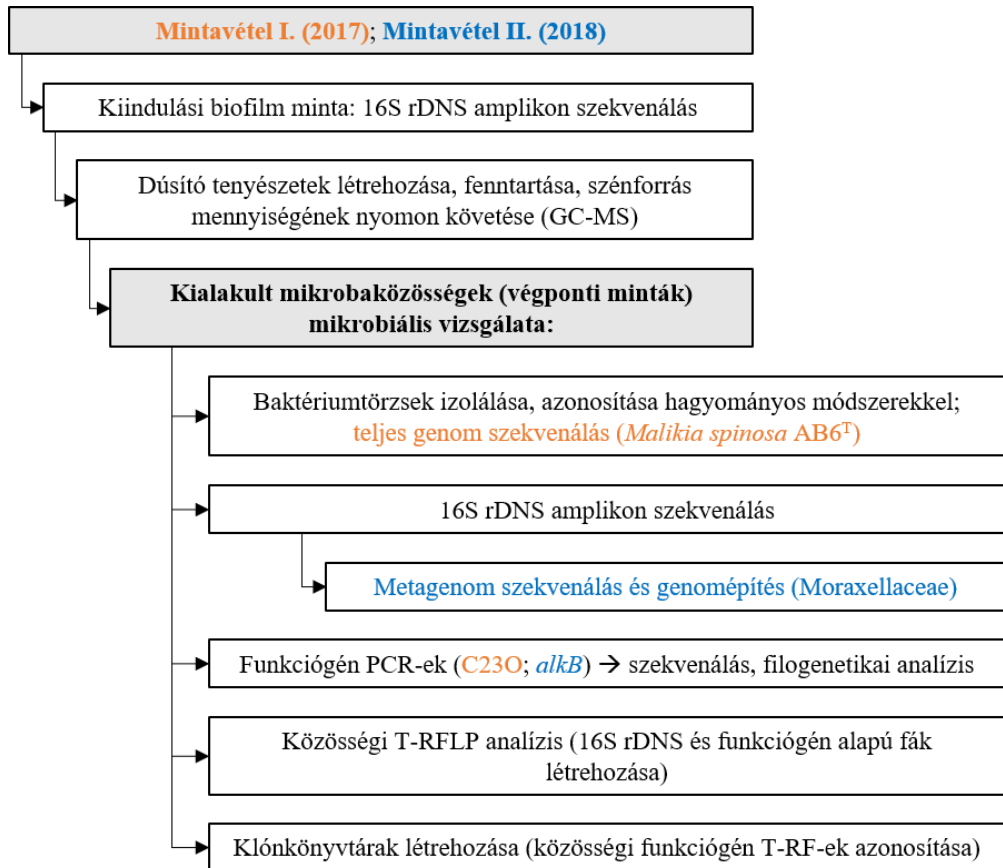 Mintavétel I. (2017); Mintavétel II. (2018)
Kiindulási biofilm minta: 16S rDNS amplikon szekvenálás
Dúsító tenyészetek létrehozása, fenntartása, szénforrás
mennyiségének nyomon követése (GC-MS)
Kialakult mikrobaközösségek (végponti minták)
mikrobiális vizsgálata:
Baktériumtörzsek izolálása, azonosítása hagyományos módszerekkel;
teljes genom szekvenálás (Malikia spinosa AB6ᵀ)
16S rDNS amplikon szekvenálás
Metagenom szekvenálás és genomépítés (Moraxellaceae)
Funkciógén PCR-ek (C23O; alkB) → szekvenálás, filogenetikai analízis
Közösségi T-RFLP analízis (16S rDNS és funkciógén alapú fák
létrehozása)
Klónkönyvtárak létrehozása (közösségi funkciógén T-RF-ek azonosítása)